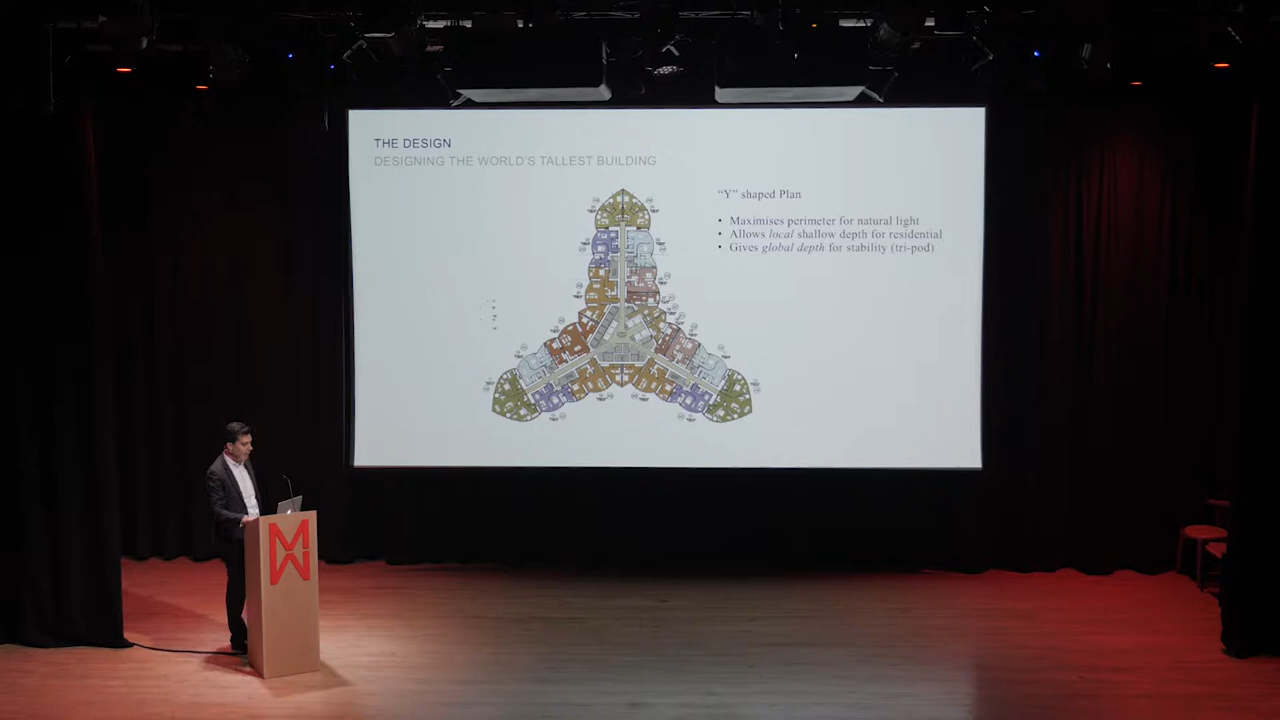 THE DESIGN
DESIGNING THE WORLD'S TALLEST BUILDING
“Y” shaped Plan
• Maximises perimeter for natural light
• Allows local shallow depth for residential
• Gives global depth for stability (tri-pod)